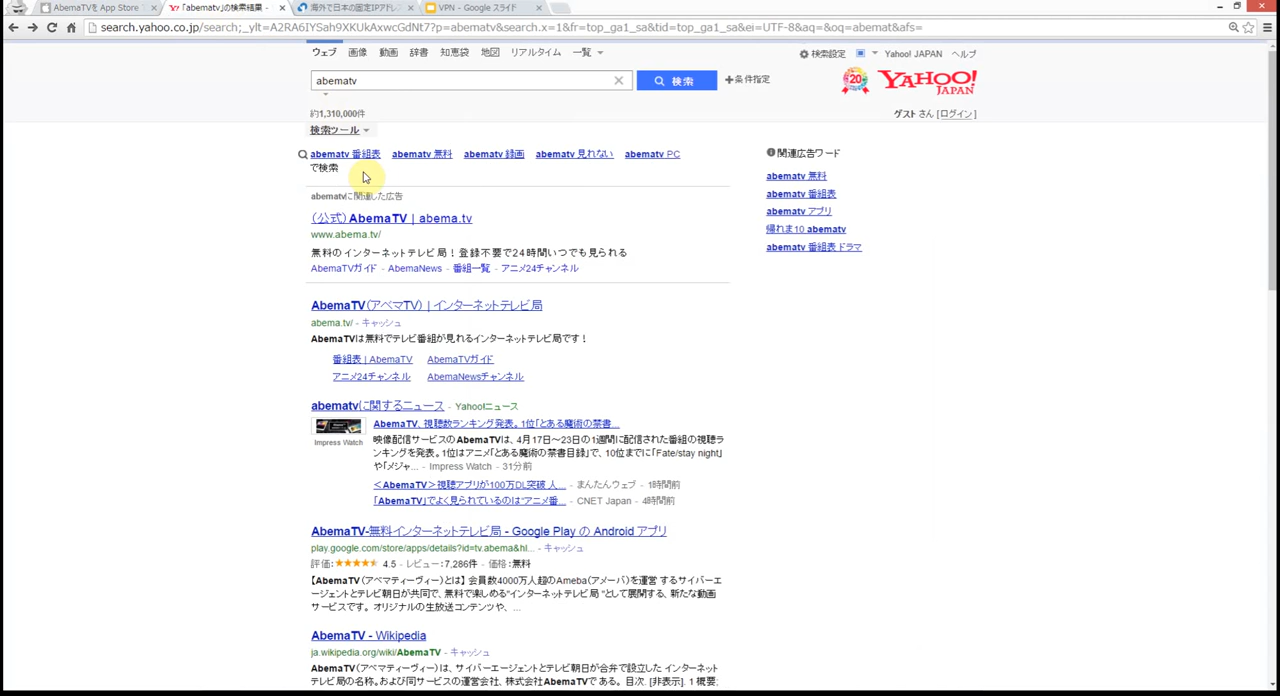 AbemaTVを App Store
「abematv」の検索結果 -
海外で日本の固定IPアドレス
VPN - Google スライド
search.yahoo.co.jp/search;_ylt=A2RA6IYSah9XKUkAxwcGdNt7?p=abematv&search.x=1&fr=top_ga1_sa&tid=top_ga1_sa&ei=UTF-8&aq=&oq=abemat&afs=
ウェブ 画像 動画 辞書 知恵袋 地図 リアルタイム 一覧
検索設定 Yahoo! JAPAN ヘルプ
abematv
検索
+条件指定
20
YAHOO!
JAPAN
約1,310,000件
ゲストさん [ログイン]
検索ツール
abematv 番組表 abematv 無料 abematv 録画 abematv 見れない abematv PC
で検索
abematvに関連した広告
(公式)AbemaTV | abema.tv
www.abema.tv/
無料のインターネットテレビ局!登録不要で24時間いつでも見られる
AbemaTVガイド - AbemaNews - 番組一覧 - アニメ24チャンネル
AbemaTV(アベマTV) | インターネットテレビ局
abema.tv/ - キャッシュ
AbemaTVは無料でテレビ番組が見れるインターネットテレビ局です!
番組表 | AbemaTV AbemaTVガイド
アニメ24チャンネル AbemaNewsチャンネル
abematvに関するニュース - Yahoo!ニュース
Impress Watch
AbemaTV、視聴数ランキング発表。1位「とある魔術の禁書...
映像配信サービスのAbemaTVは、4月17日～23日の1週間に配信された番組の視聴ラ
ンキングを発表。1位はアニメ「とある魔術の禁書目録」で、10位までに「Fate/stay night」
や「メジャ... - Impress Watch - 31分前
<AbemaTV>視聴アプリが100万DL突破 人... - まんたんウェブ - 1時間前
「AbemaTV」でよく見られているのは“アニメ番... - CNET Japan - 4時間前
AbemaTV-無料インターネットテレビ局 - Google Play の Android アプリ
play.google.com/store/apps/details?id=tv.abema&hl... - キャッシュ
評価:★★★★★ 4.5 - レビュー:7,286件 - 価格:無料
【AbemaTV(アベマティーヴィー)とは】 会員数4000万人超のAmeba(アメーバ)を運営 するサイバーエ
ージェントとテレビ朝日が共同で、無料で楽しめる"インターネットテレビ局 "として展開する、新たな動画
サービスです。 オリジナルの生放送コンテンツや、 ...
AbemaTV - Wikipedia
ja.wikipedia.org/wiki/AbemaTV - キャッシュ
AbemaTV(アベマティーヴィー)は、サイバーエージェントとテレビ朝日が合弁で設立した インターネット
テレビ局の名称。および同サービスの運営会社、株式会社AbemaTVで ある。 目次. [非表示]. 1 概要;
関連広告ワード
abematv 無料
abematv 番組表
abematv アプリ
帰れま10 abematv
abematv 番組表ドラマ